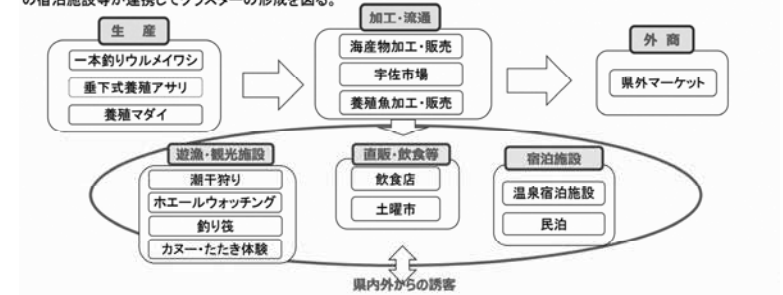 の宿泊施設等が連携してクラスターの形成を図る。
生　産
一本釣りウルメイワシ
垂下式養殖アサリ
養殖マダイ
加工・流通
海産物加工・販売
宇佐市場
養殖魚加工・販売
外　商
県外マーケット
遊漁・観光施設
潮干狩り
ホエールウォッチング
釣り筏
カヌー・たたき体験
直販・飲食等
飲食店
土曜市
宿泊施設
温泉宿泊施設
民泊
県内外からの誘客